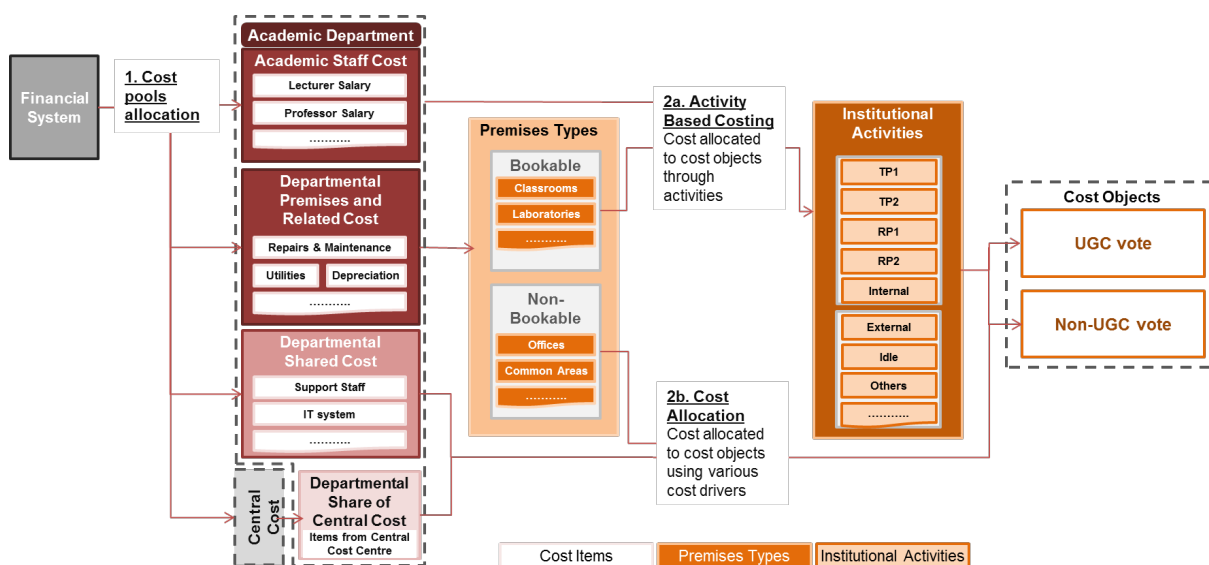 Financial
System
1. Cost
pools
allocation
Academic Department
Academic Staff Cost
Lecturer Salary
Professor Salary
...........
Departmental
Premises and
Related Cost
Repairs & Maintenance
Utilities
Depreciation
...........
Departmental
Shared Cost
Support Staff
IT system
...........
Central
Cost
Departmental
Share of
Central Cost
Items from Central
Cost Centre
Premises Types
Bookable
Classrooms
Laboratories
...........
Non-
Bookable
Offices
Common Areas
...........
2a. Activity
Based Costing
Cost allocated
to cost objects
through
activities
2b. Cost
Allocation
Cost allocated
to cost objects
using various
cost drivers
Institutional
Activities
TP1
TP2
RP1
RP2
Internal
External
Idle
Others
...........
Cost Objects
UGC vote
Non-UGC vote
Cost Items
Premises Types
Institutional Activities